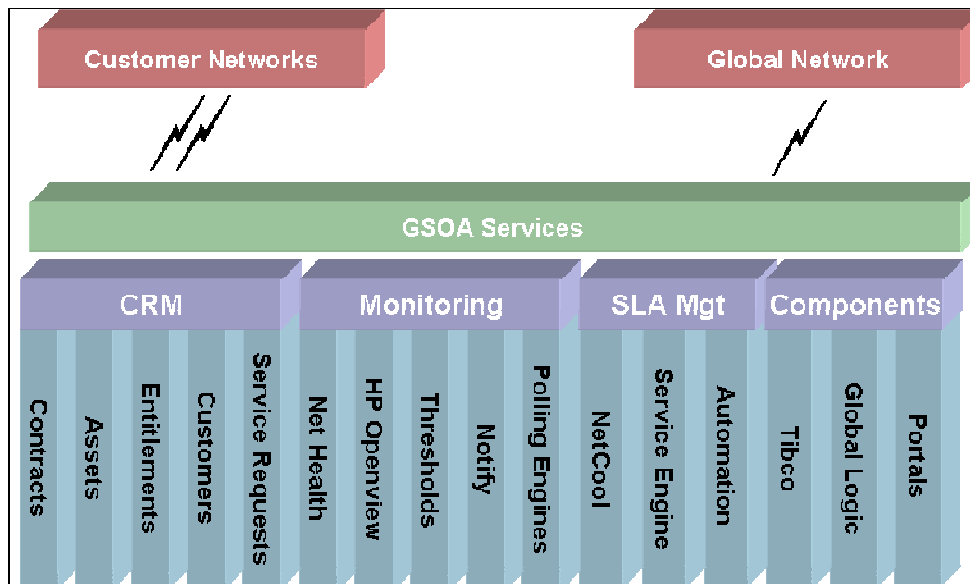 Customer Networks
Global Network
GSOA Services
CRM
Monitoring
SLA Mgt
Components
Contracts
Assets
Entitlements
Customers
Service Requests
Net Health
HP Openview
Thresholds
Notify
Polling Engines
NetCool
Service Engine
Automation
Tibco
Global Logic
Portals